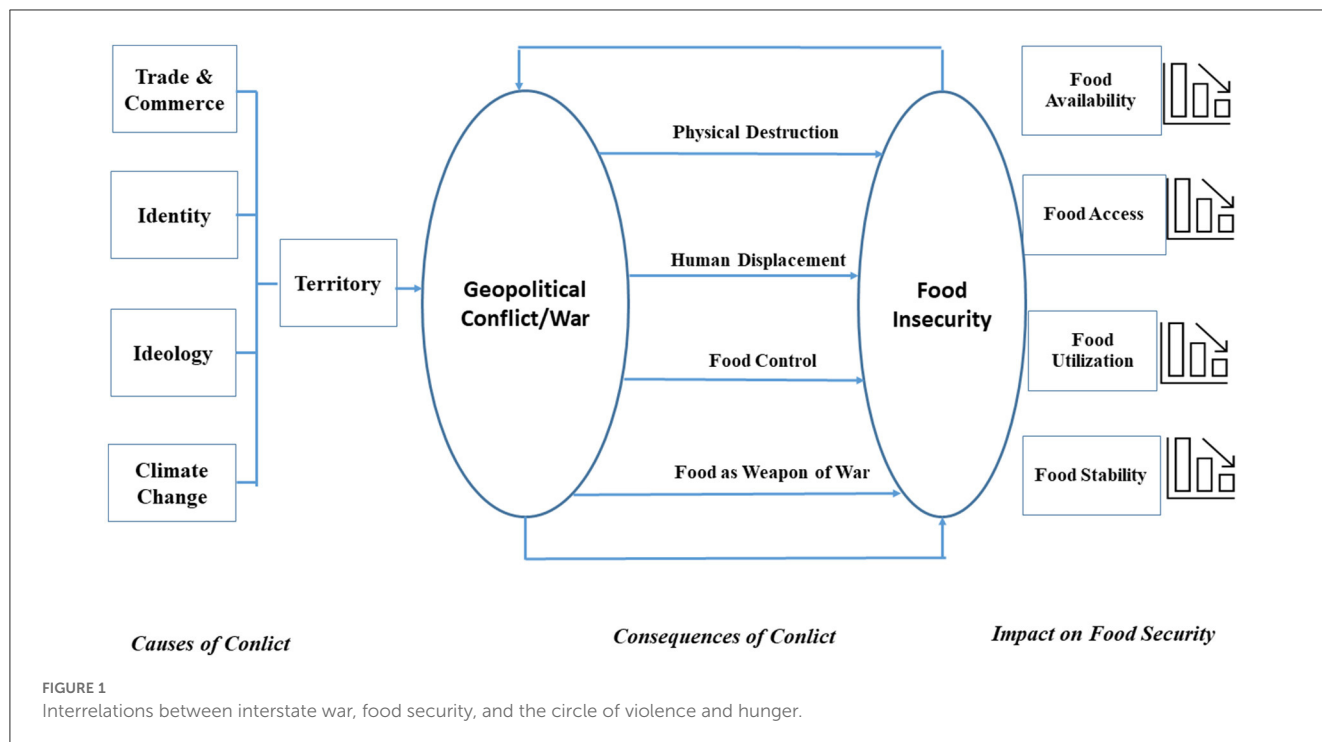 Trade &
Commerce
Identity
Ideology
Climate
Change
Territory
Geopolitical
Conflict/War
Physical Destruction
Human Displacement
Food Control
Food as Weapon of War
Food
Insecurity
Food
Availability
Food Access
Food
Utilization
Food Stability
Causes of Conlict
Consequences of Conlict
Impact on Food Security
FIGURE 1
Interrelations between interstate war, food security, and the circle of violence and hunger.